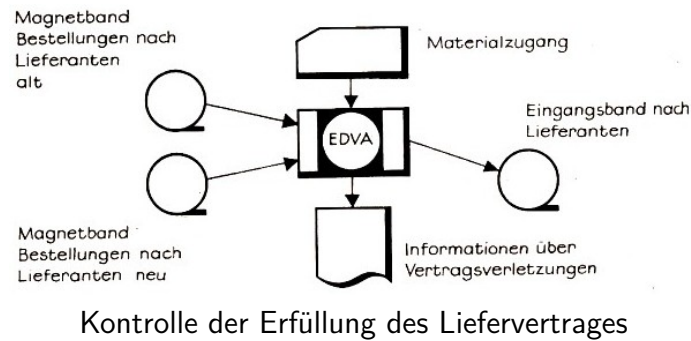 Magnetband
Bestellungen nach
Lieferanten
alt
Materialzugang
EDVA
Eingangsband nach
Lieferanten
Magnetband
Bestellungen nach
Lieferanten neu
Informationen über
Vertragsverletzungen
Kontrolle der Erfüllung des Liefervertrages